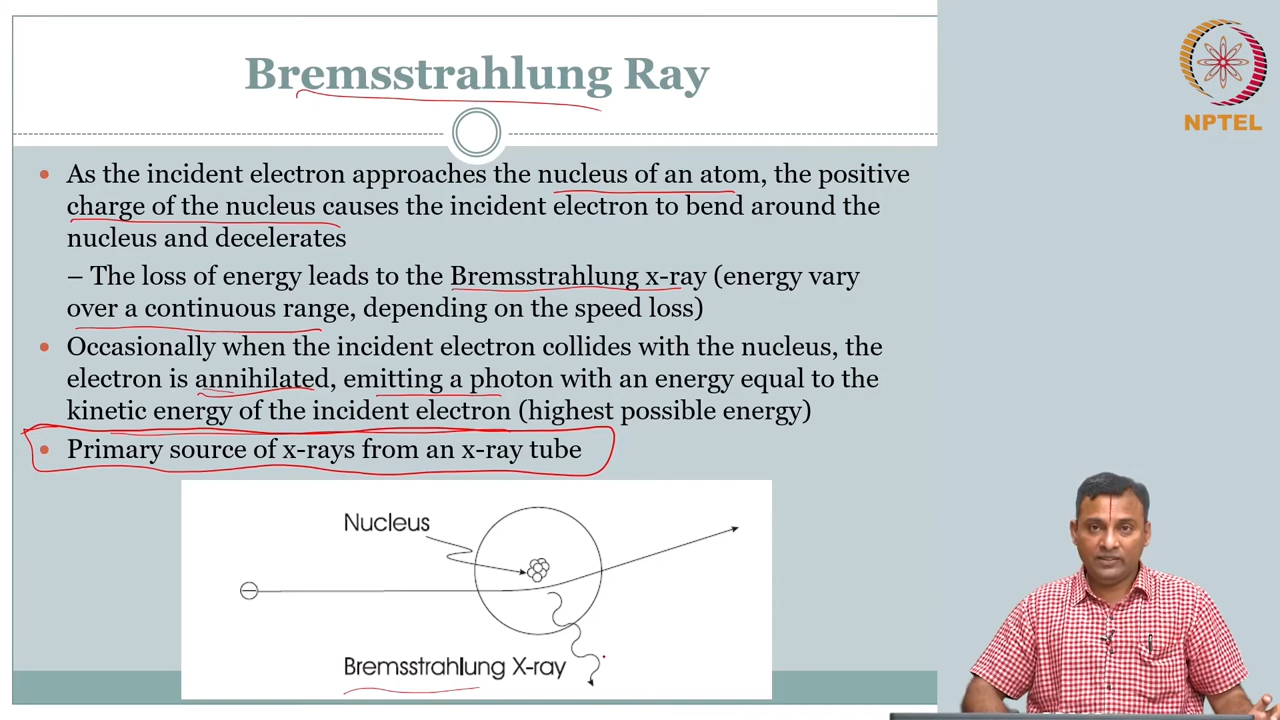 Bremsstrahlung Ray
NPTEL
• As the incident electron approaches the nucleus of an atom, the positive
charge of the nucleus causes the incident electron to bend around the
nucleus and decelerates
– The loss of energy leads to the Bremsstrahlung x-ray (energy vary
over a continuous range, depending on the speed loss)
• Occasionally when the incident electron collides with the nucleus, the
electron is annihilated, emitting a photon with an energy equal to the
kinetic energy of the incident electron (highest possible energy)
• Primary source of x-rays from an x-ray tube
Nucleus
Bremsstrahlung X-ray